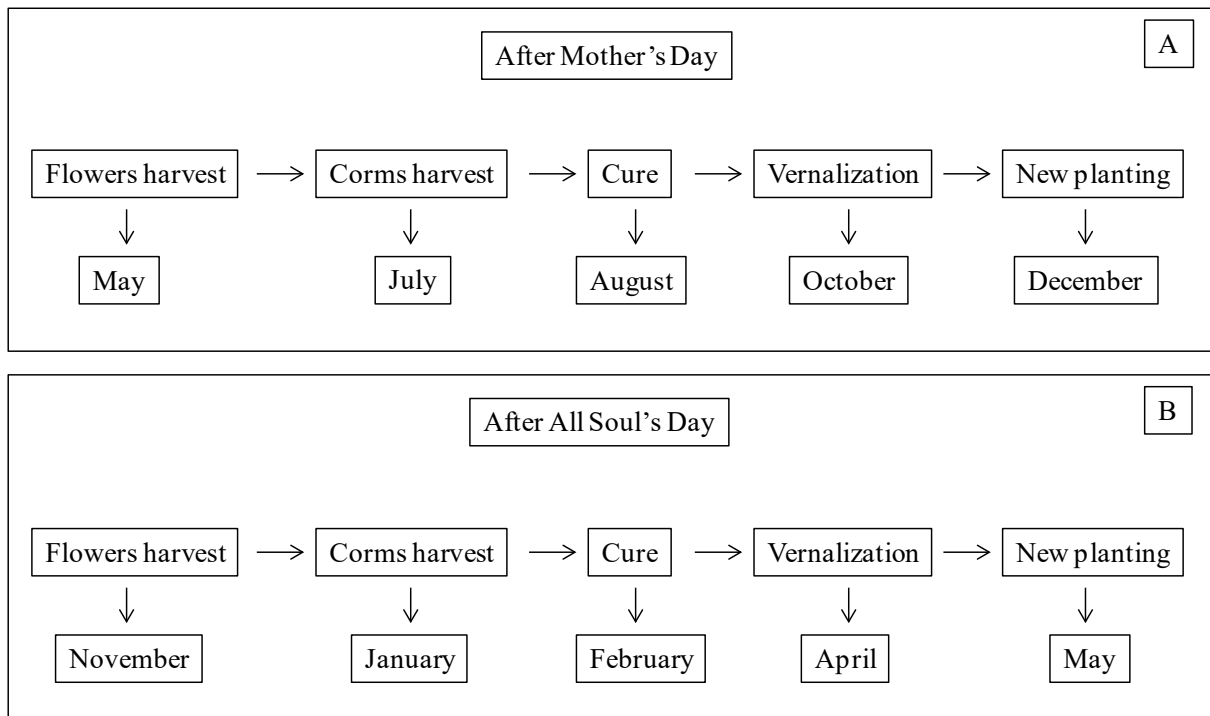 A
After Mother’s Day
Flowers harvest
Corms harvest
Cure
Vernalization
New planting
May
July
August
October
December
B
After All Soul’s Day
Flowers harvest
Corms harvest
Cure
Vernalization
New planting
November
January
February
April
May